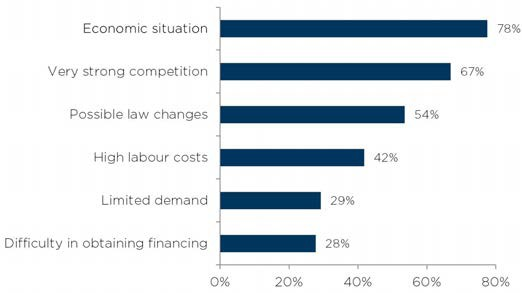 Economic situation 78%
Very strong competition 67%
Possible law changes 54%
High labour costs 42%
Limited demand 29%
Difficulty in obtaining financing 28%
0% 20% 40% 60% 80%